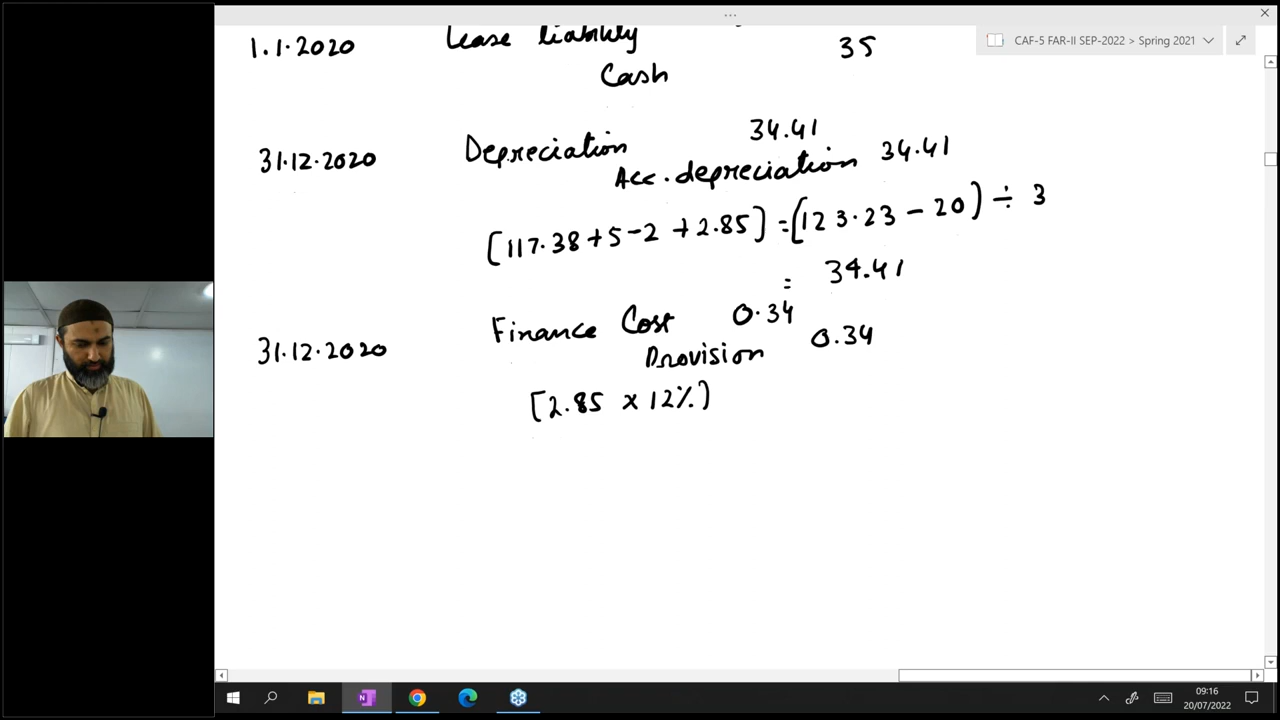 CAF-5 FAR-II SEP-2022 > Spring 2021
1.1.2020 Lease liability 35
Cash
31.12.2020 Depreciation 34.41
Acc. depreciation 34.41
[117.38+5-2 +2.85] = (123.23 - 20) ÷ 3
= 34.41
31.12.2020 Finance Cost 0.34
Provision 0.34
[2.85 x 12%]
09:16
20/07/2022